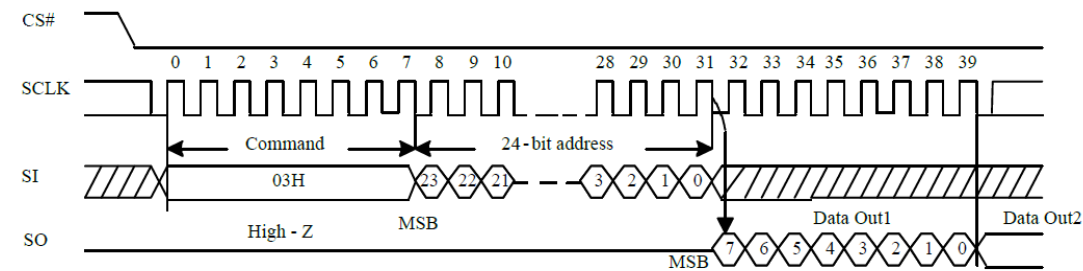 CS#
0 1 2 3 4 5 6 7 8 9 10 28 29 30 31 32 33 34 35 36 37 38 39
SCLK
Command 24-bit address
SI 03H 23 22 21 3 2 1 0
High - Z MSB Data Out1 Data Out2
SO 7 6 5 4 3 2 1 0
MSB